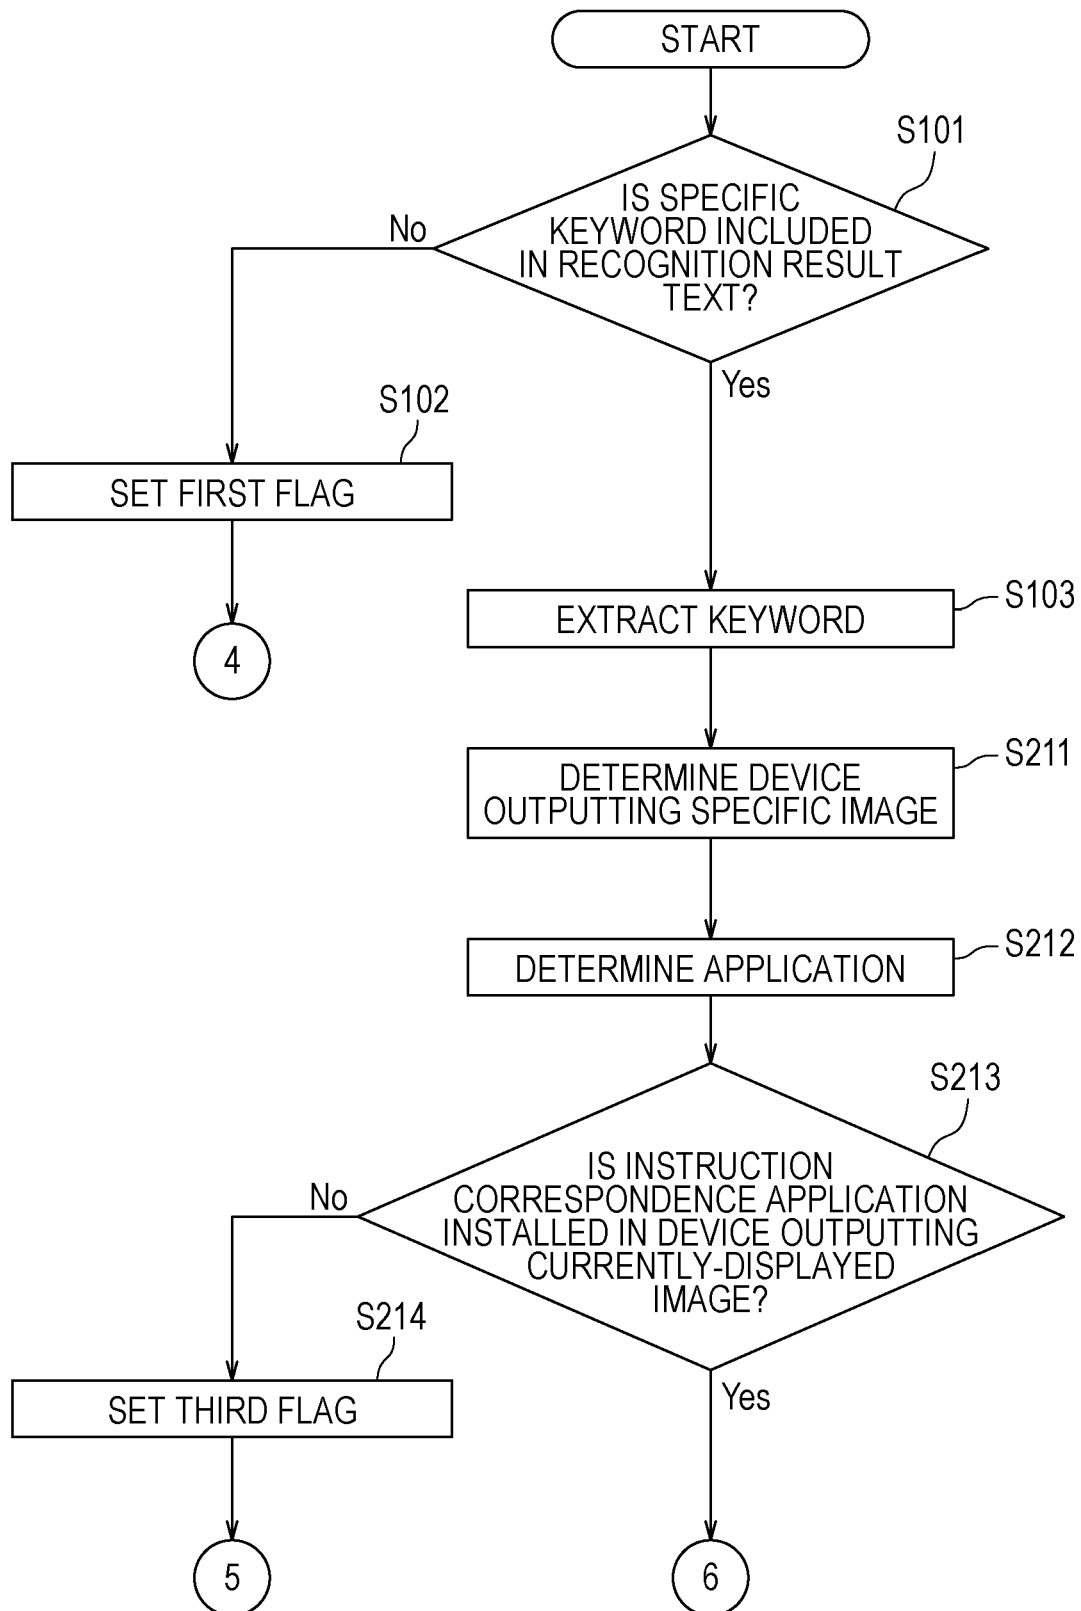 START
S101
IS SPECIFIC
KEYWORD INCLUDED
IN RECOGNITION RESULT
TEXT?
No
Yes
S102
SET FIRST FLAG
4
S103
EXTRACT KEYWORD
S211
DETERMINE DEVICE
OUTPUTTING SPECIFIC IMAGE
S212
DETERMINE APPLICATION
S213
IS INSTRUCTION
CORRESPONDENCE APPLICATION
INSTALLED IN DEVICE OUTPUTTING
CURRENTLY-DISPLAYED
IMAGE?
No
Yes
S214
SET THIRD FLAG
5
6